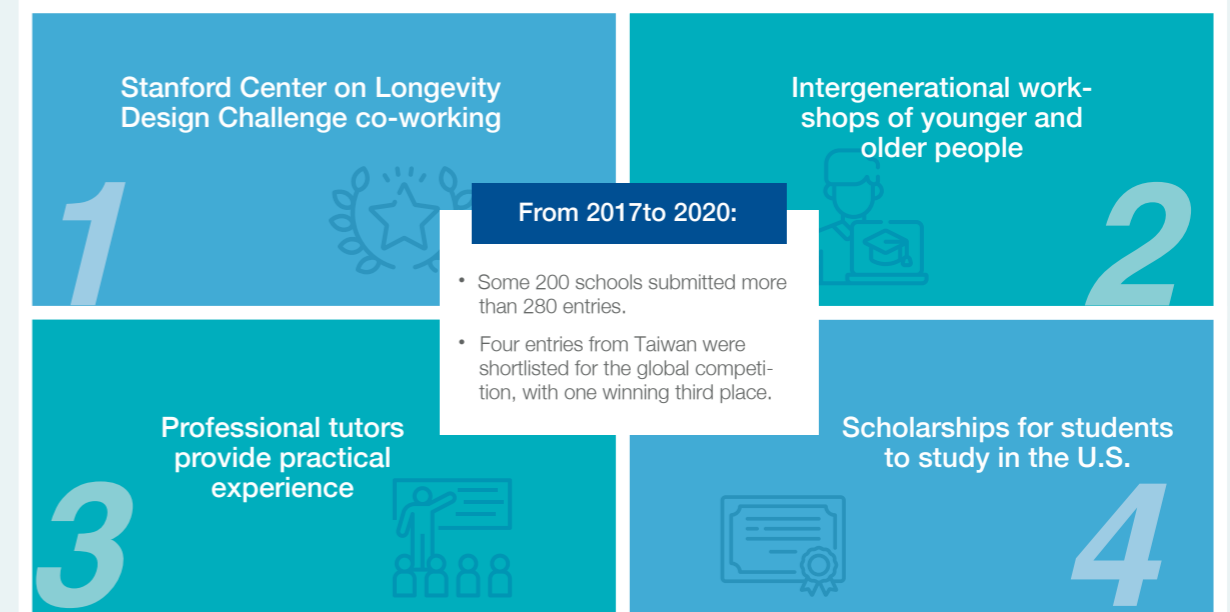 Stanford Center on Longevity
Design Challenge co-working
1
Intergenerational work-
shops of younger and
older people
2
From 2017to 2020:
• Some 200 schools submitted more
than 280 entries.
• Four entries from Taiwan were
shortlisted for the global competi-
tion, with one winning third place.
Professional tutors
provide practical
experience
3
Scholarships for students
to study in the U.S.
4